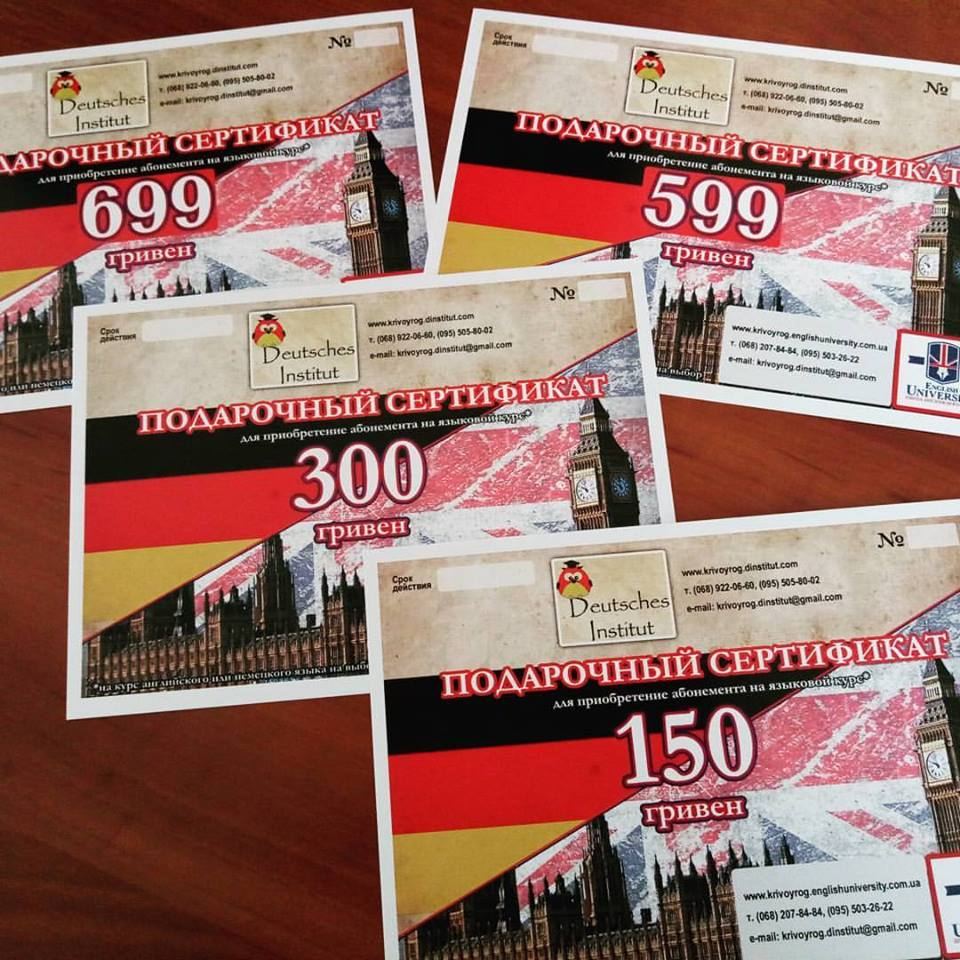 №
Deutsches
Institut
www.krivoyrog.dinstitut.com
т. (068) 922-06-60, (095) 505-80-02
e-mail: krivoyrog.dinstitut@gmail.com
ДАРОЧНЫЙ СЕРТИФИКАТ
для приобретение абонемента на языковой курс*
699
гривен
о или немецко
Срок
действия
№
Deutsches
Institut
www.krivoyrog.dinstitut.com
т. (068) 922-06-60, (095) 505-80-02
e-mail: krivoyrog.dinstitut@gmail.com
ПОДАРОЧНЫЙ СЕРТИФИКАТ
для приобретение абонемента на языковой курс*
599
гривен
на выбор
www.krivoyrog.englishuniversity.com.ua
т. (068) 207-84-84, (095) 503-26-22
e-mail: krivoyrog.dinstitut@gmail.com
English
Univers
Срок
действия
№
Deutsches
Institut
www.krivoyrog.dinstitut.com
т. (068) 922-06-60, (095) 505-80-02
e-mail: krivoyrog.dinstitut@gmail.com
ПОДАРОЧНЫЙ СЕРТИФИКАТ
для приобретение абонемента на языковой курс*
300
гривен
*на курс английского или немецкого языка на выбо
Срок
действия
№
Deutsches
Institut
www.krivoyrog.dinstitut.com
т. (068) 922-06-60, (095) 505-80-02
e-mail: krivoyrog.dinstitut@gmail.com
ПОДАРОЧНЫЙ СЕРТИФИКАТ
для приобретение абонемента на языковой курс*
150
гривен
www.krivoyrog.englishuniversity.com.ua
т. (068) 207-84-84, (095) 503-26-22
e-mail: krivoyrog.dinstitut@gmail.com
U